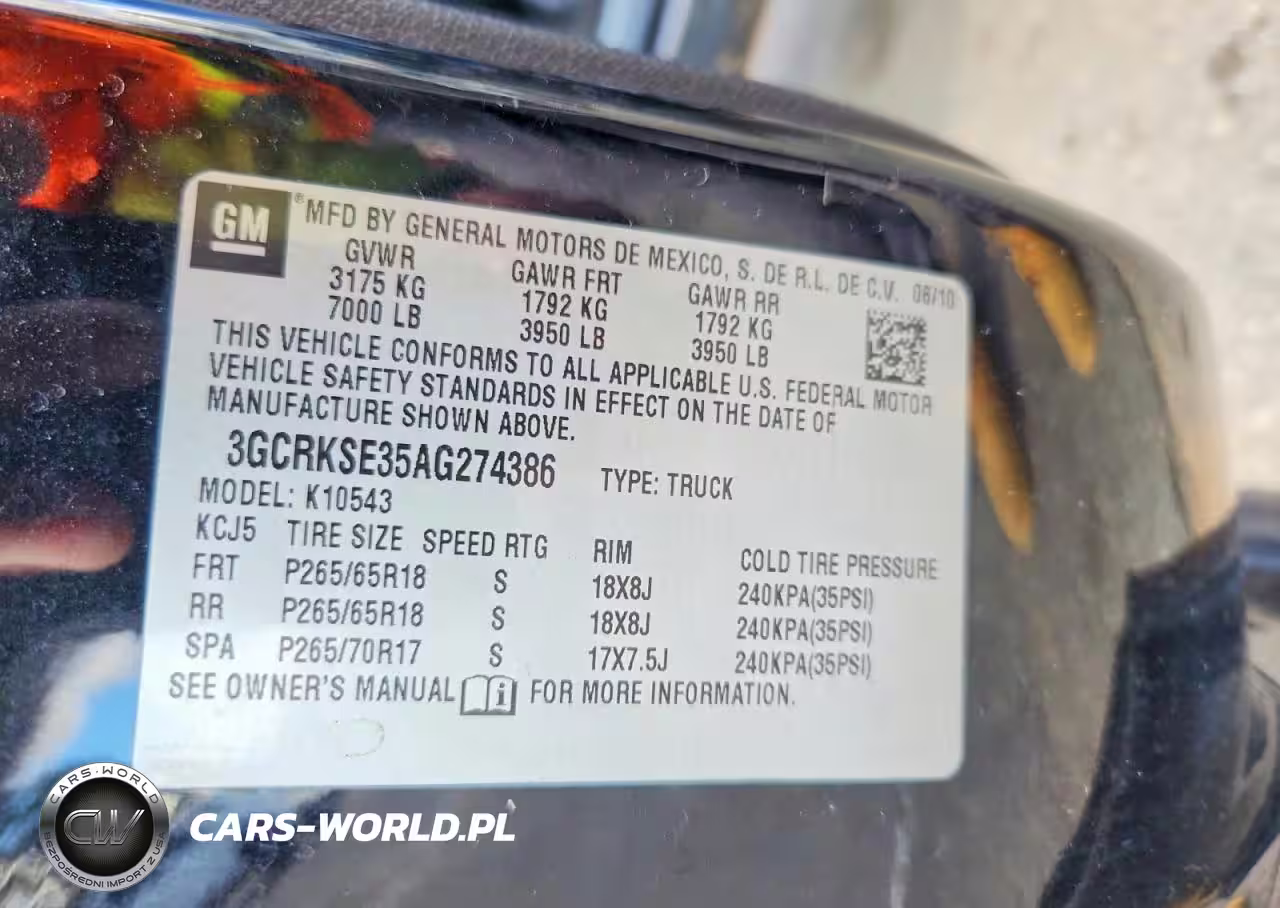 GM
®MFD BY GENERAL MOTORS DE MEXICO, S. DE R.L. DE C.V. 06/10
GVWR GAWR FRT GAWR RR
3175 KG 1792 KG 1792 KG
7000 LB 3950 LB 3950 LB
THIS VEHICLE CONFORMS TO ALL APPLICABLE U.S. FEDERAL MOTOR
VEHICLE SAFETY STANDARDS IN EFFECT ON THE DATE OF
MANUFACTURE SHOWN ABOVE.
3GCRKSE35AG274386 TYPE: TRUCK
MODEL: K10543
KCJ5 TIRE SIZE SPEED RTG RIM COLD TIRE PRESSURE
FRT P265/65R18 S 18X8J 240KPA(35PSI)
RR P265/65R18 S 18X8J 240KPA(35PSI)
SPA P265/70R17 S 17X7.5J 240KPA(35PSI)
SEE OWNER'S MANUAL i FOR MORE INFORMATION.
CARS-WORLD
CW
BEZPOŚREDNI IMPORT Z USA
CARS-WORLD.PL